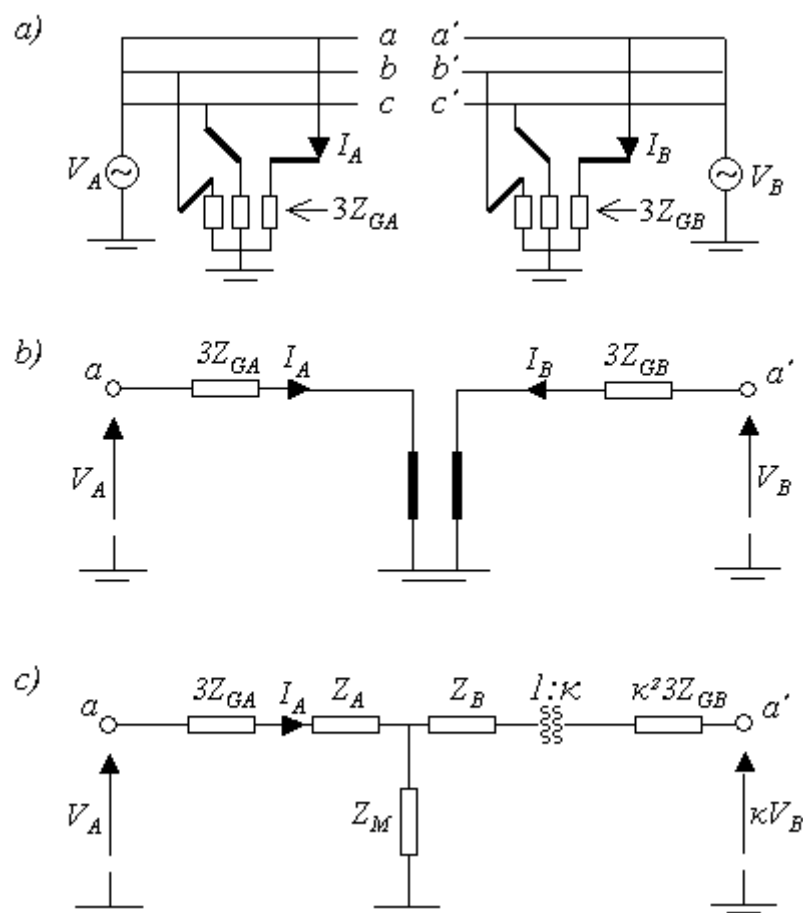 a)
a a′
b b′
c c′
V_A I_A 3Z_GA I_B 3Z_GB V_B
b)
a 3Z_GA I_A I_B 3Z_GB a′
V_A V_B
c)
a 3Z_GA I_A Z_A Z_B 1:κ κ²3Z_GB a′
V_A Z_M κV_B